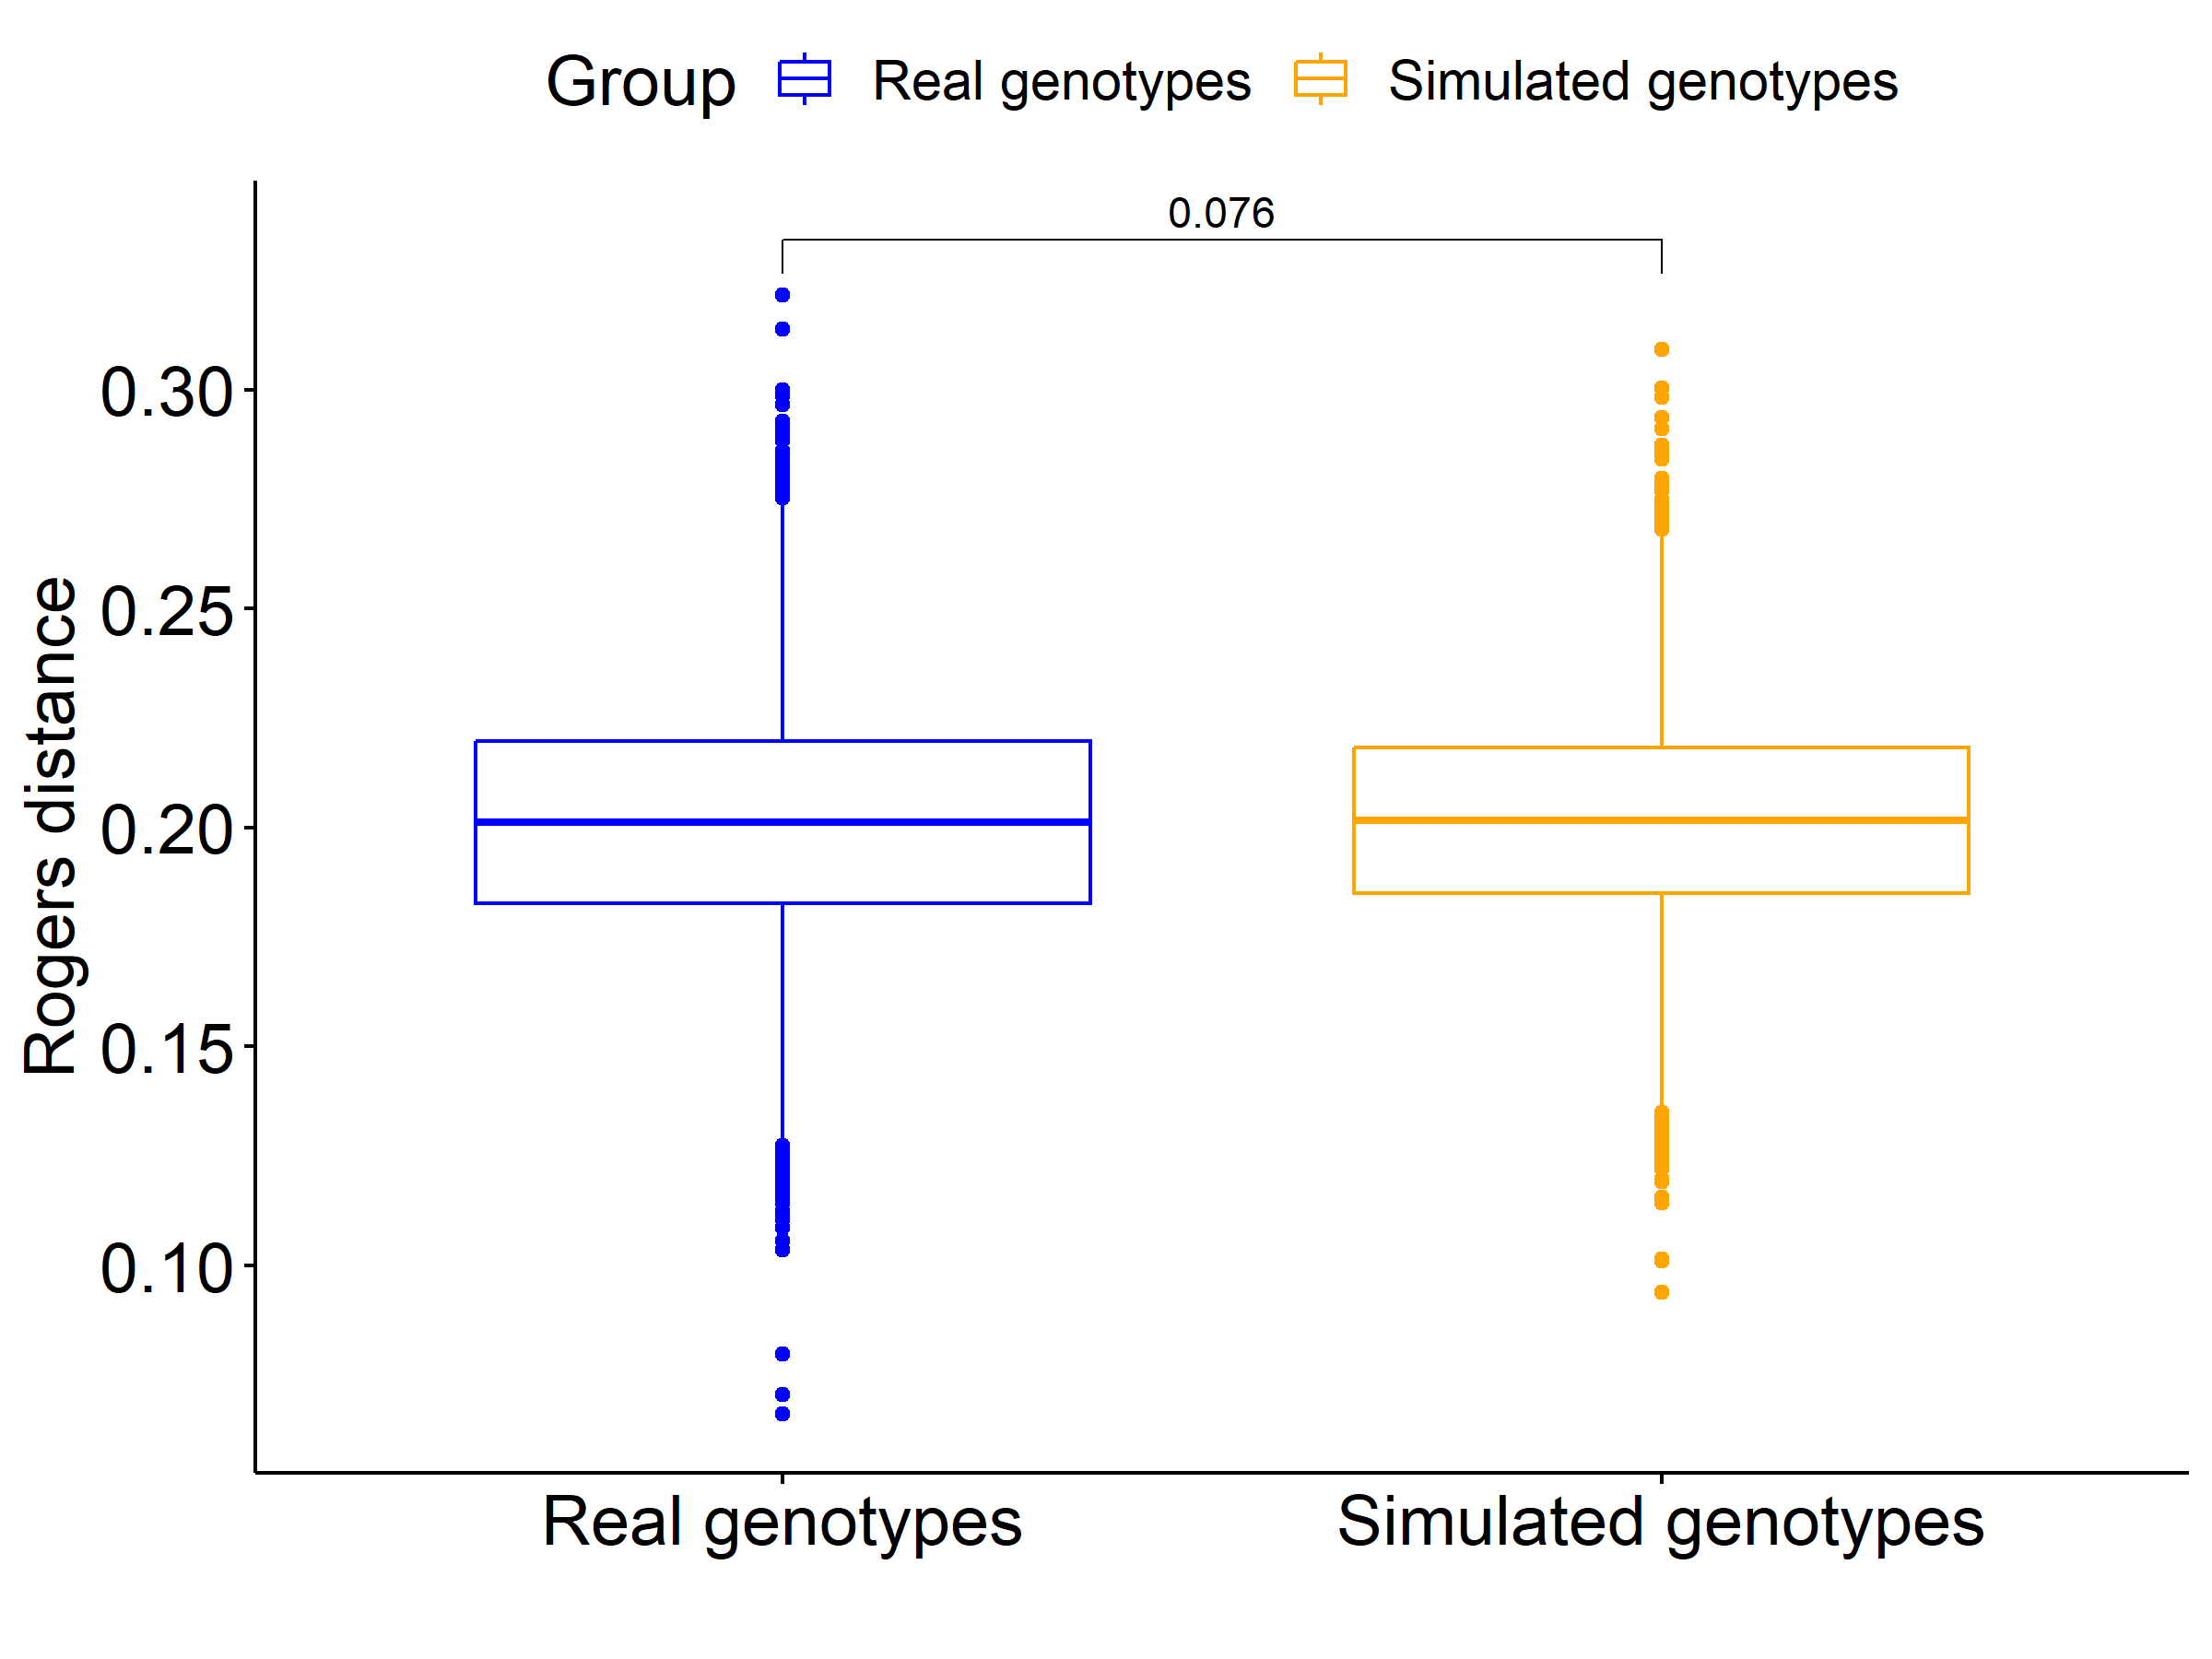 Group Real genotypes Simulated genotypes
0.076
0.30
0.25
0.20
0.15
0.10
Rogers distance
Real genotypes Simulated genotypes